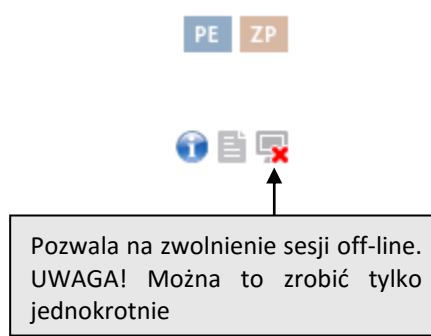 PE ZP
Pozwala na zwolnienie sesji off-line.
UWAGA! Można to zrobić tylko
jednokrotnie